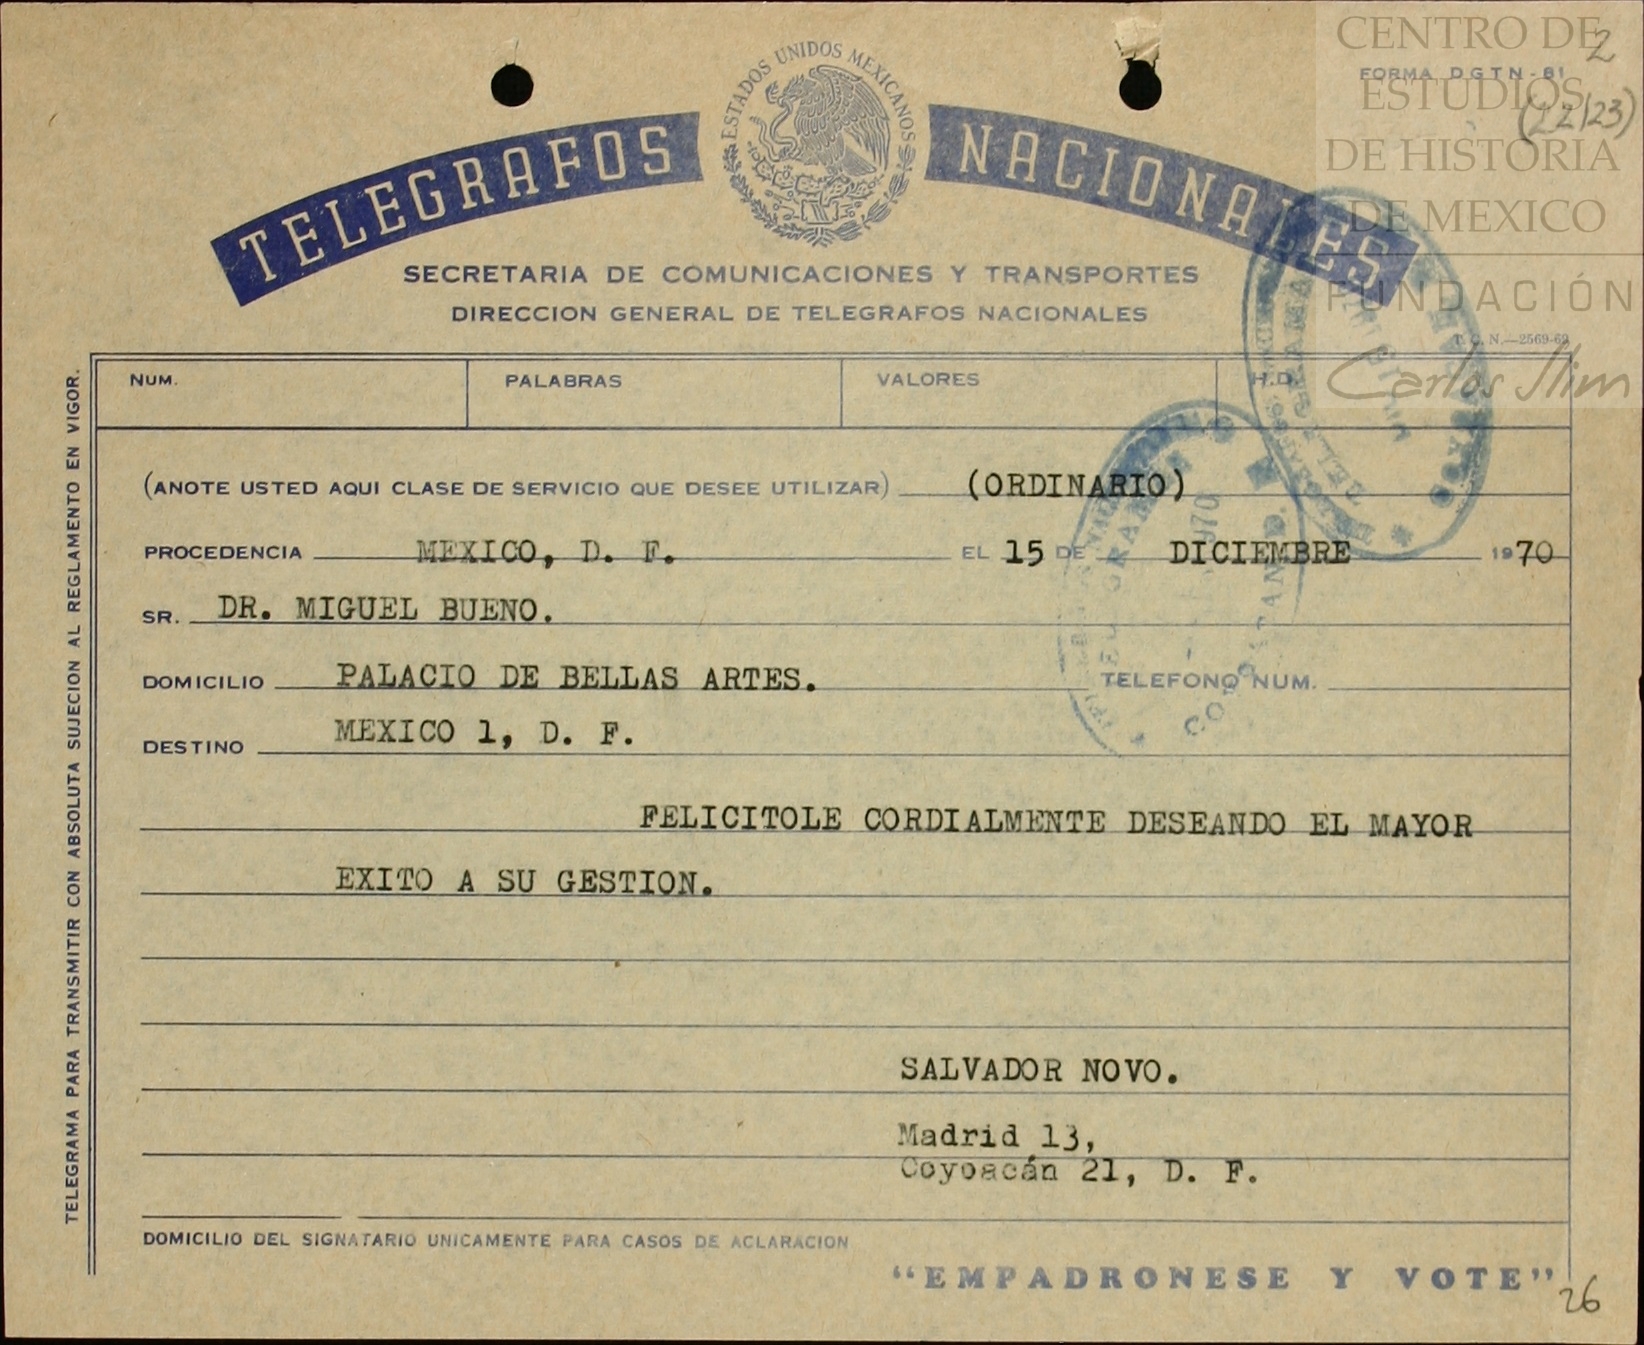 CENTRO DE
ESTUDIOS
DE HISTORIA
DE MEXICO
FUNDACIÓN
Carlos Slim
2
FORMA DGTN-81
(22/23)
ESTADOS UNIDOS MEXICANOS
TELEGRAFOS NACIONALES
SECRETARIA DE COMUNICACIONES Y TRANSPORTES
DIRECCION GENERAL DE TELEGRAFOS NACIONALES
N.—2569-69
NUM. PALABRAS VALORES H.D.
(ANOTE USTED AQUI CLASE DE SERVICIO QUE DESEE UTILIZAR) (ORDINARIO)
PROCEDENCIA MEXICO, D. F. EL 15 DE DICIEMBRE 1970
SR. DR. MIGUEL BUENO.
DOMICILIO PALACIO DE BELLAS ARTES. TELEFONO NUM.
DESTINO MEXICO 1, D. F.
FELICITOLE CORDIALMENTE DESEANDO EL MAYOR
EXITO A SU GESTION.
SALVADOR NOVO.
Madrid 13,
Coyoacán 21, D. F.
DOMICILIO DEL SIGNATARIO UNICAMENTE PARA CASOS DE ACLARACION
"EMPADRONESE Y VOTE"
26
TELEGRAMA PARA TRANSMITIR CON ABSOLUTA SUJECION AL REGLAMENTO EN VIGOR.